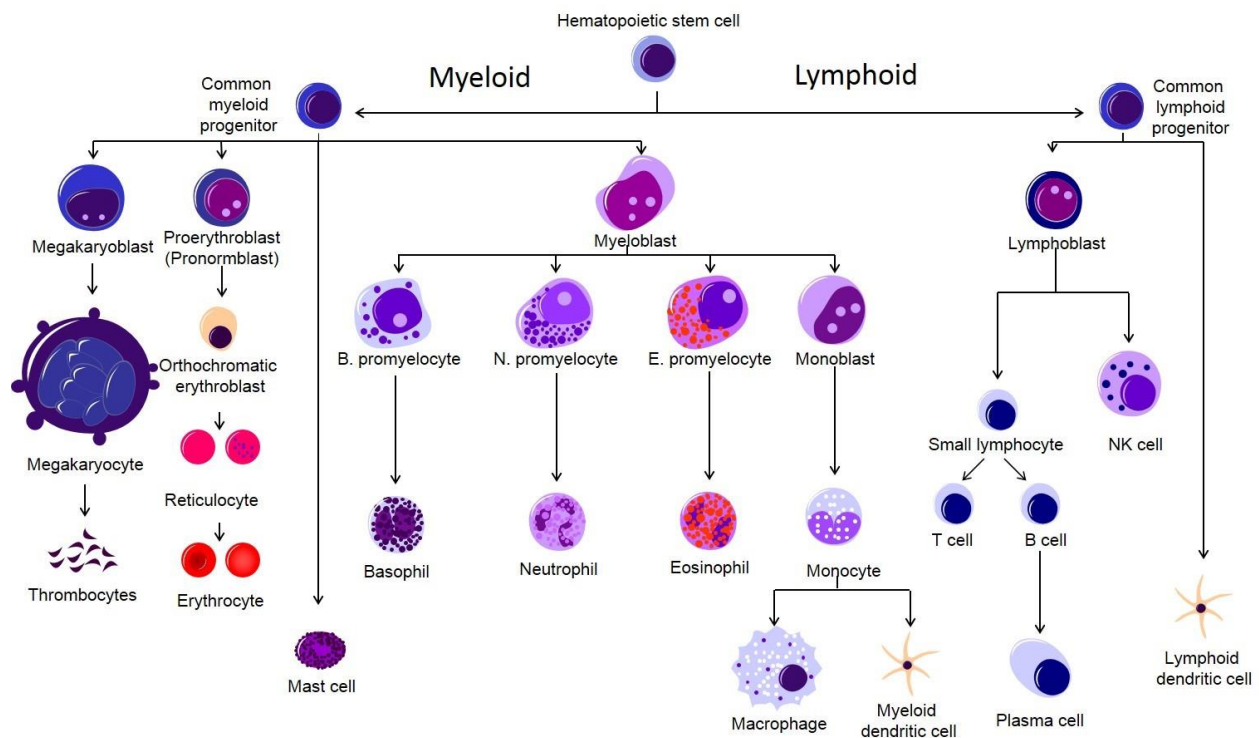 Hematopoietic stem cell
Myeloid
Lymphoid
Common
myeloid
progenitor
Common
lymphoid
progenitor
Megakaryoblast
Proerythroblast
(Pronormblast)
Myeloblast
Lymphoblast
B. promyelocyte
N. promyelocyte
E. promyelocyte
Monoblast
Orthochromatic
erythroblast
Small lymphocyte
NK cell
Megakaryocyte
Reticulocyte
T cell
B cell
Basophil
Neutrophil
Eosinophil
Monocyte
Thrombocytes
Erythrocyte
Mast cell
Macrophage
Myeloid
dendritic cell
Plasma cell
Lymphoid
dendritic cell